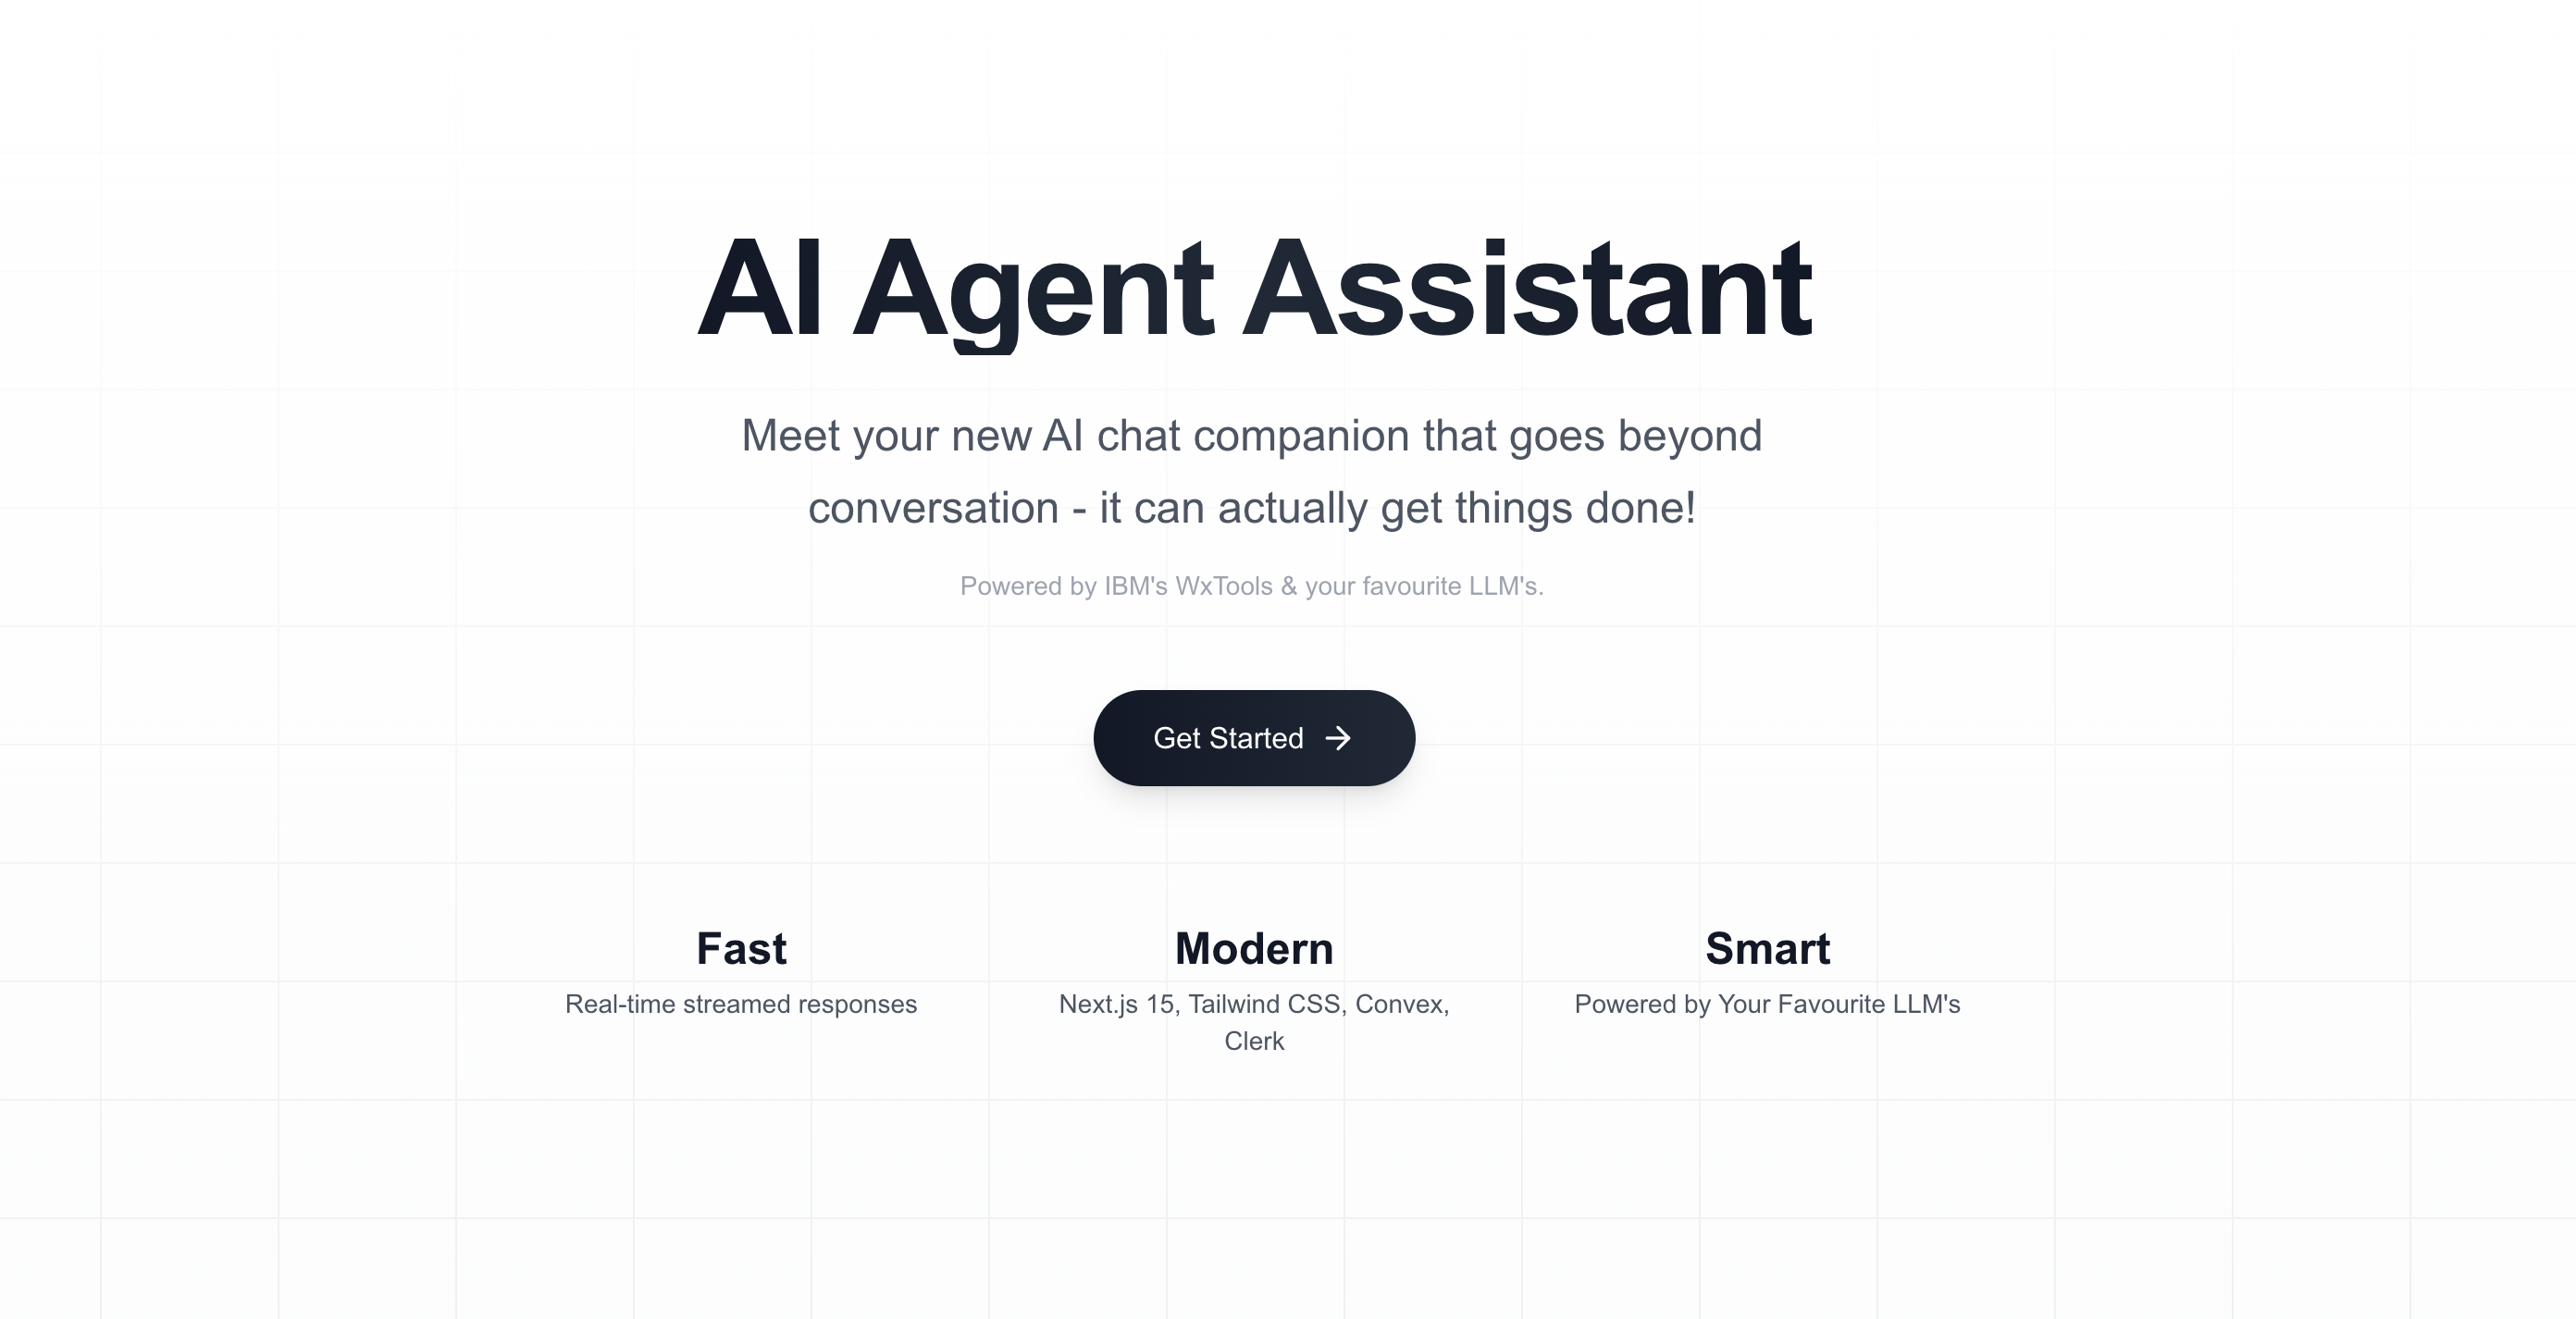 AI Agent Assistant
Meet your new AI chat companion that goes beyond
conversation - it can actually get things done!
Powered by IBM's WxTools & your favourite LLM's.
Get Started
Fast
Real-time streamed responses
Modern
Next.js 15, Tailwind CSS, Convex,
Clerk
Smart
Powered by Your Favourite LLM's